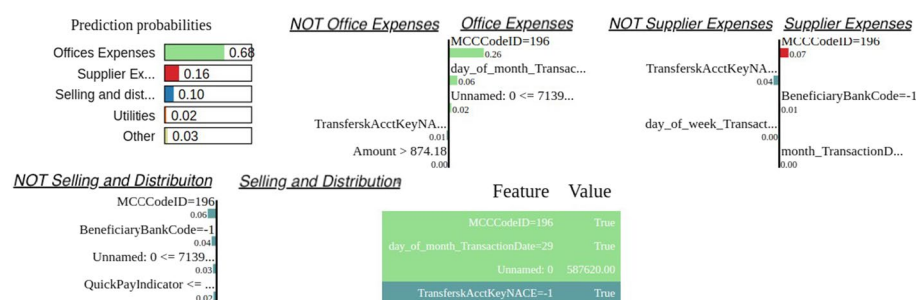 Prediction probabilities
Offices Expenses 0.68
Supplier Ex... 0.16
Selling and dist... 0.10
Utilities 0.02
Other 0.03
NOT Office Expenses Office Expenses
MCCCodeID=196
0.26
day_of_month_Transac...
0.06
Unnamed: 0 <= 7139...
0.02
TransferskAcctKeyNA...
0.01
Amount > 874.18
0.00
NOT Supplier Expenses Supplier Expenses
MCCCodeID=196
0.07
TransferskAcctKeyNA...
0.04
BeneficiaryBankCode=-1
0.01
day_of_week_Transact...
0.00
month_TransactionD...
0.00
NOT Selling and Distribuiton Selling and Distribution
MCCCodeID=196
0.06
BeneficiaryBankCode=-1
0.04
Unnamed: 0 <= 7139...
0.03
QuickPayIndicator <= ...
0.02
Feature Value
MCCCodeID=196 True
day_of_month_TransactionDate=29 True
Unnamed: 0 587620.00
TransferskAcctKeyNACE=-1 True